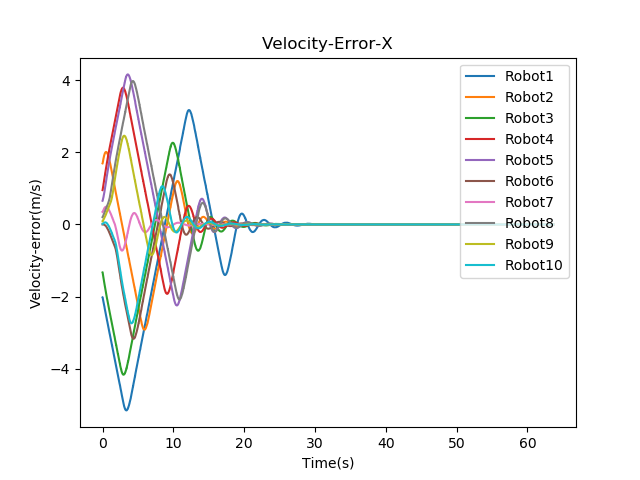 Velocity-Error-X
Velocity-error(m/s)
4
2
0
−2
−4
Robot1
Robot2
Robot3
Robot4
Robot5
Robot6
Robot7
Robot8
Robot9
Robot10
0 10 20 30 40 50 60
Time(s)